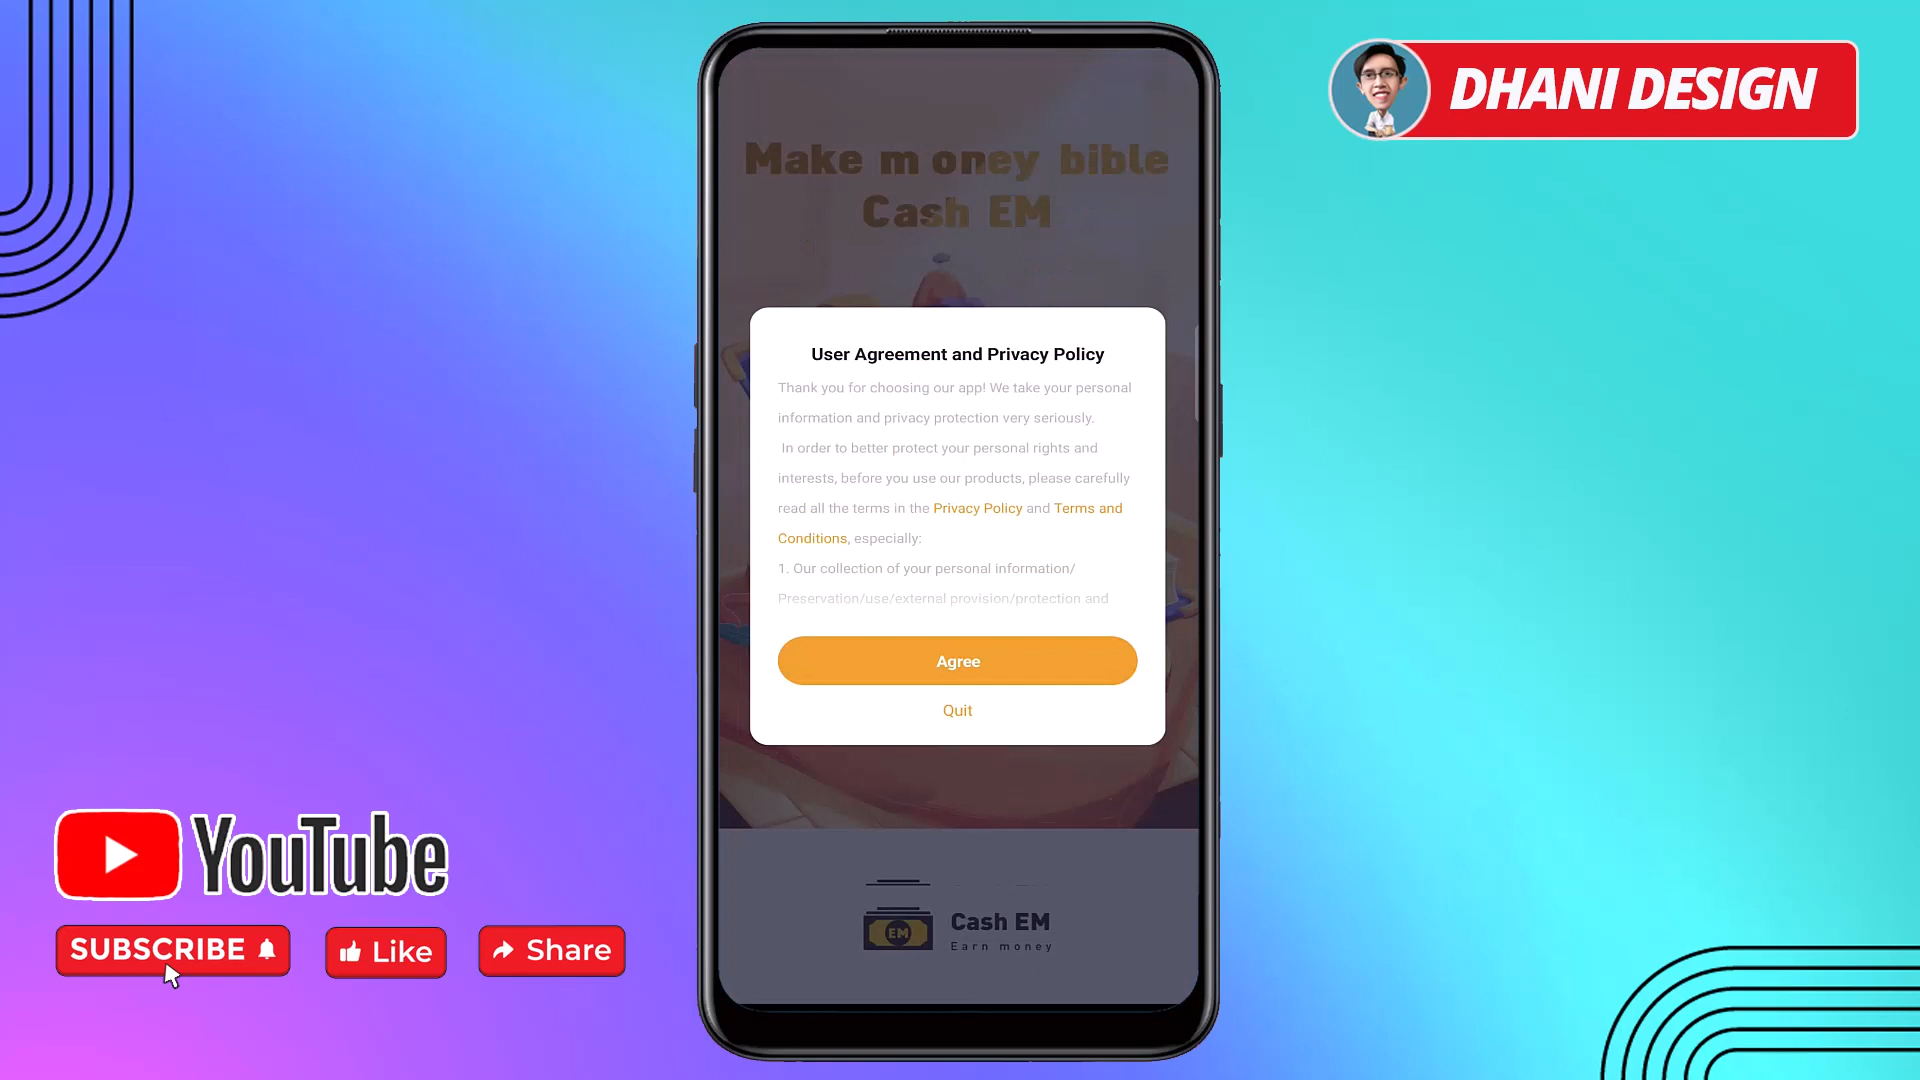 DHANI DESIGN
Make m oney bible
Cash EM
User Agreement and Privacy Policy
Thank you for choosing our app! We take your personal
information and privacy protection very seriously.
In order to better protect your personal rights and
interests, before you use our products, please carefully
read all the terms in the Privacy Policy and Terms and
Conditions, especially:
1. Our collection of your personal information/
Preservation/use/external provision/protection and
Agree
Quit
EM
Cash EM
Earn money
YouTube
SUBSCRIBE
Like
Share